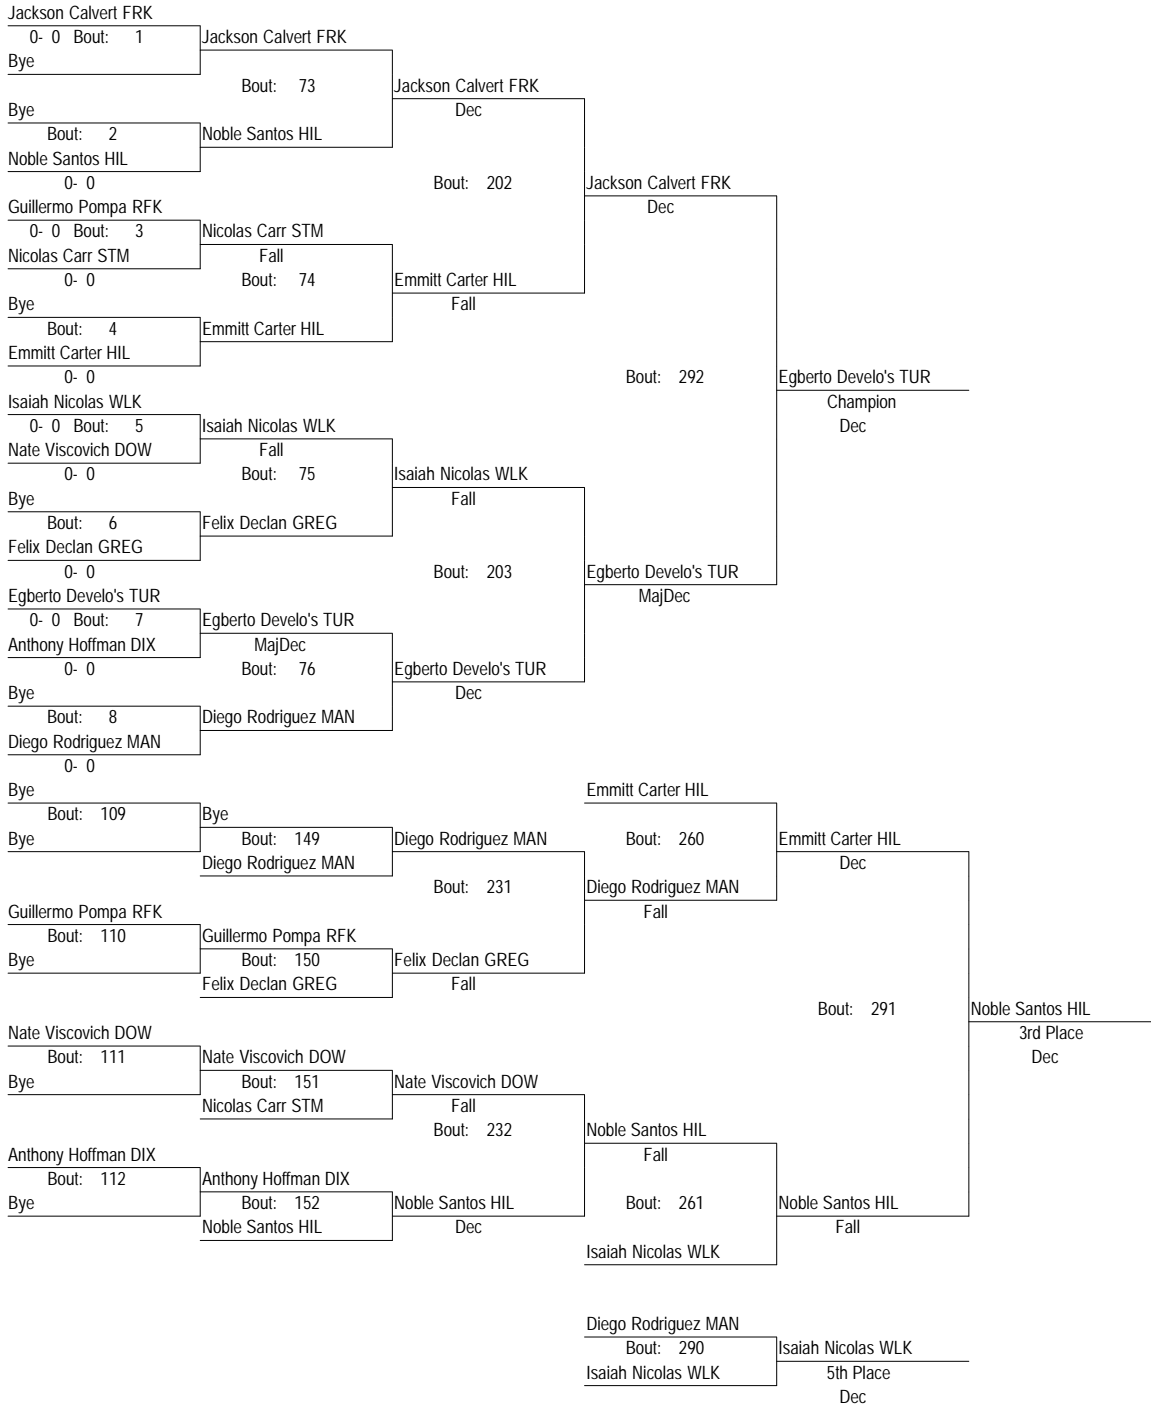 Jackson Calvert FRK
0- 0 Bout: 1 Jackson Calvert FRK
Bye
Bout: 73 Jackson Calvert FRK
Bye Dec
Bout: 2 Noble Santos HIL
Noble Santos HIL
0- 0 Bout: 202 Jackson Calvert FRK
Guillermo Pompa RFK Dec
0- 0 Bout: 3 Nicolas Carr STM
Nicolas Carr STM Fall
0- 0 Bout: 74 Emmitt Carter HIL
Bye Fall
Bout: 4 Emmitt Carter HIL
Emmitt Carter HIL
0- 0 Bout: 292 Egberto Develo's TUR
Isaiah Nicolas WLK Champion
0- 0 Bout: 5 Isaiah Nicolas WLK Dec
Nate Viscovich DOW Fall
0- 0 Bout: 75 Isaiah Nicolas WLK
Bye Fall
Bout: 6 Felix Declan GREG
Felix Declan GREG
0- 0 Bout: 203 Egberto Develo's TUR
Egberto Develo's TUR MajDec
0- 0 Bout: 7 Egberto Develo's TUR
Anthony Hoffman DIX MajDec
0- 0 Bout: 76 Egberto Develo's TUR
Bye Dec
Bout: 8 Diego Rodriguez MAN
Diego Rodriguez MAN
0- 0
Bye Emmitt Carter HIL
Bout: 109 Bye
Bye Bout: 149 Diego Rodriguez MAN Bout: 260 Emmitt Carter HIL
Diego Rodriguez MAN Dec
Bout: 231 Diego Rodriguez MAN
Guillermo Pompa RFK Fall
Bout: 110 Guillermo Pompa RFK
Bye Bout: 150 Felix Declan GREG
Felix Declan GREG Fall
Bout: 291 Noble Santos HIL
Nate Viscovich DOW 3rd Place
Bout: 111 Nate Viscovich DOW Dec
Bye Bout: 151 Nate Viscovich DOW
Nicolas Carr STM Fall
Bout: 232 Noble Santos HIL
Anthony Hoffman DIX Fall
Bout: 112 Anthony Hoffman DIX
Bye Bout: 152 Noble Santos HIL Bout: 261 Noble Santos HIL
Noble Santos HIL Dec Fall
Isaiah Nicolas WLK
Diego Rodriguez MAN
Bout: 290 Isaiah Nicolas WLK
Isaiah Nicolas WLK 5th Place
Dec